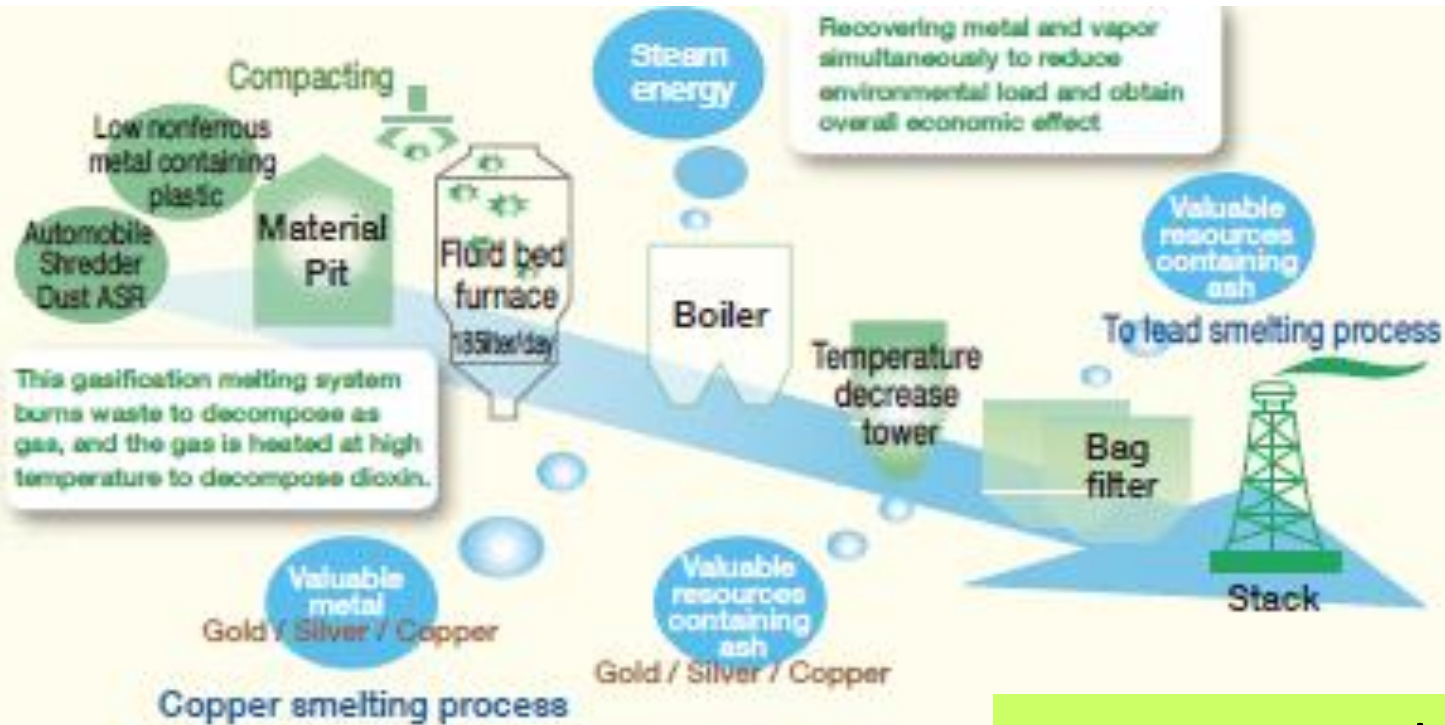 Recovering metal and vapor
simultaneously to reduce
environmental load and obtain
overall economic effect
Steam
energy
Compacting
Low nonferrous
metal containing
plastic
Automobile
Shredder
Dust ASR
Material
Pit
Fluid bed
furnace
Boiler
Temperature
decrease
tower
Bag
filter
Valuable
resources
containing
ash
To lead smelting process
Stack
This gasification melting system
burns waste to decompose as
gas, and the gas is heated at high
temperature to decompose dioxin.
Valuable
metal
Gold / Silver / Copper
Copper smelting process
Valuable
resources
containing
ash
Gold / Silver / Copper